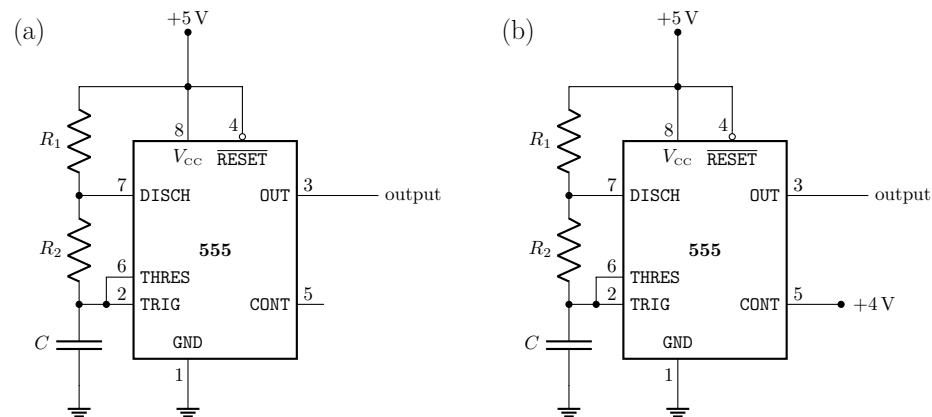 (a)
+5 V
R1
8
4
VCC
RESET
7
DISCH
OUT
3
output
R2
555
6
THRES
2
TRIG
CONT
5
C
GND
1
(b)
+5 V
R1
8
4
VCC
RESET
7
DISCH
OUT
3
output
R2
555
6
THRES
2
TRIG
CONT
5
+4 V
C
GND
1